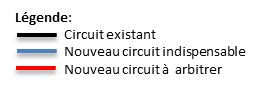 Légende:
Circuit existant
Nouveau circuit indispensable
Nouveau circuit à arbitrer